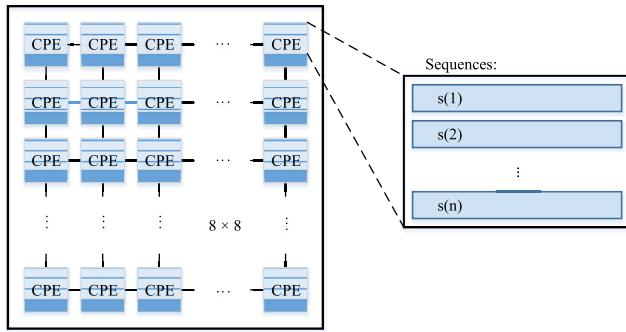 CPE CPE CPE ... CPE
Sequences:
CPE CPE CPE ... CPE
s(1)
s(2)
CPE CPE CPE ... CPE
⋮
s(n)
⋮ ⋮ ⋮ 8 × 8 ⋮
CPE CPE CPE ... CPE